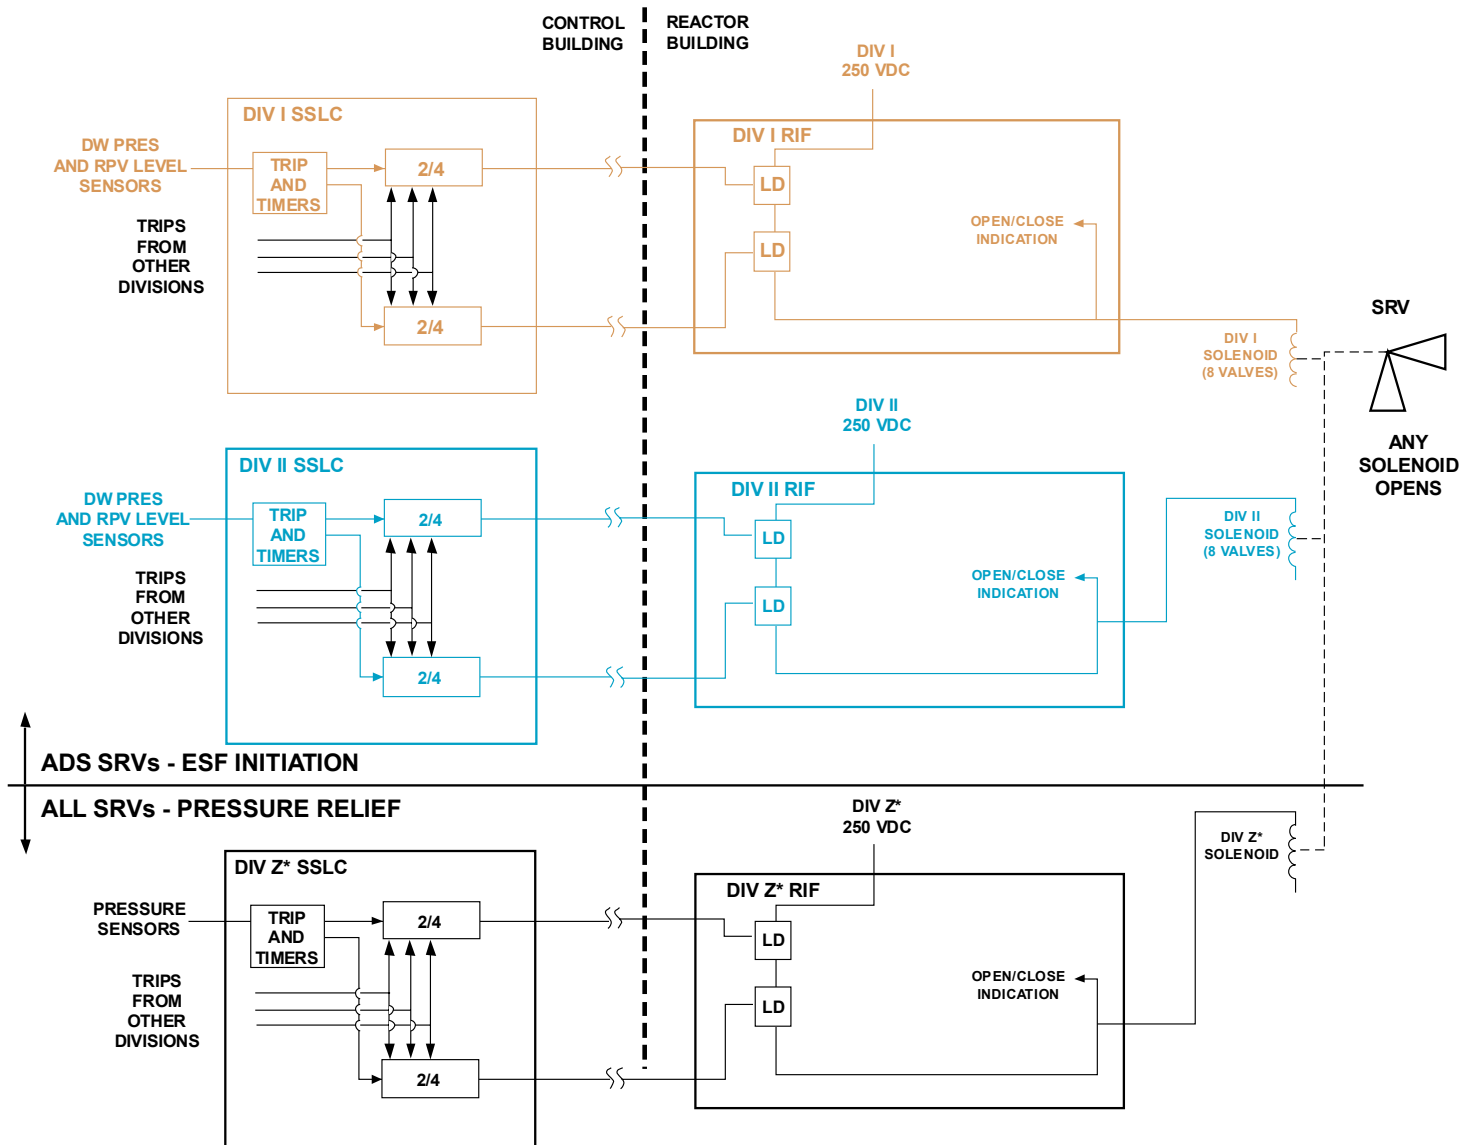 CONTROL
BUILDING
REACTOR
BUILDING
DIV I
250 VDC
DIV I SSLC
DW PRES
AND RPV LEVEL
SENSORS
TRIP
AND
TIMERS
2/4
TRIPS
FROM
OTHER
DIVISIONS
2/4
DIV I RIF
LD
LD
OPEN/CLOSE
INDICATION
DIV I
SOLENOID
(8 VALVES)
SRV
ANY
SOLENOID
OPENS
DIV II
250 VDC
DIV II SSLC
DW PRES
AND RPV LEVEL
SENSORS
TRIP
AND
TIMERS
2/4
TRIPS
FROM
OTHER
DIVISIONS
2/4
DIV II RIF
LD
LD
OPEN/CLOSE
INDICATION
DIV II
SOLENOID
(8 VALVES)
ADS SRVs - ESF INITIATION
ALL SRVs - PRESSURE RELIEF
DIV Z*
250 VDC
DIV Z* SSLC
PRESSURE
SENSORS
TRIP
AND
TIMERS
2/4
TRIPS
FROM
OTHER
DIVISIONS
2/4
DIV Z* RIF
LD
LD
OPEN/CLOSE
INDICATION
DIV Z*
SOLENOID